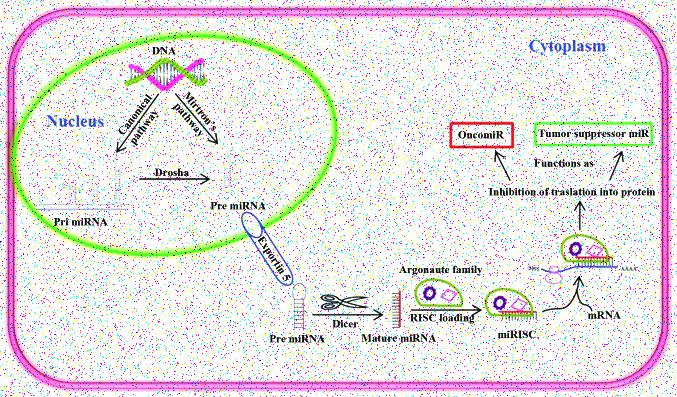 Cytoplasm
DNA
Nucleus
Canonical
pathway
Mirtron's
pathway
Drosha
Pri miRNA
Pre miRNA
Exportin 5
OncomiR
Tumor suppressor miR
Functions as
Inhibition of traslation into protein
Argonaute family
RISC loading
Pre miRNA
Dicer
Mature miRNA
miRISC
mRNA
AAAA